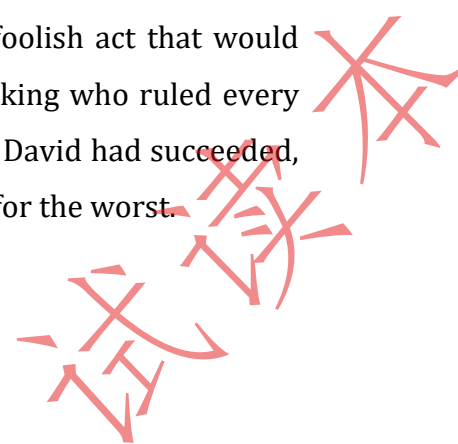 foolish act that would
king who ruled every
David had succeeded,
for the worst.
试读本